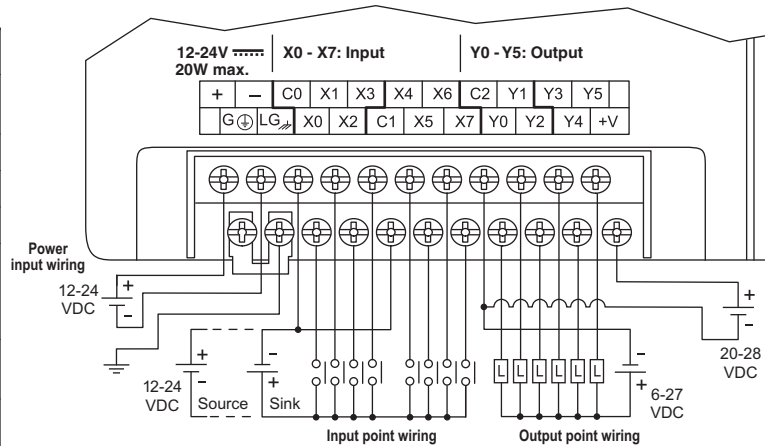 12-24V X0 - X7: Input Y0 - Y5: Output
20W max.
+ – C0 X1 X3 X4 X6 C2 Y1 Y3 Y5
G LG X0 X2 C1 X5 X7 Y0 Y2 Y4 +V
Power
input wiring
12-24
VDC
+
-
12-24
VDC
+
-
Source
-
+
Sink
L L L L L L
-
+
6-27
VDC
+
-
20-28
VDC
Input point wiring
Output point wiring